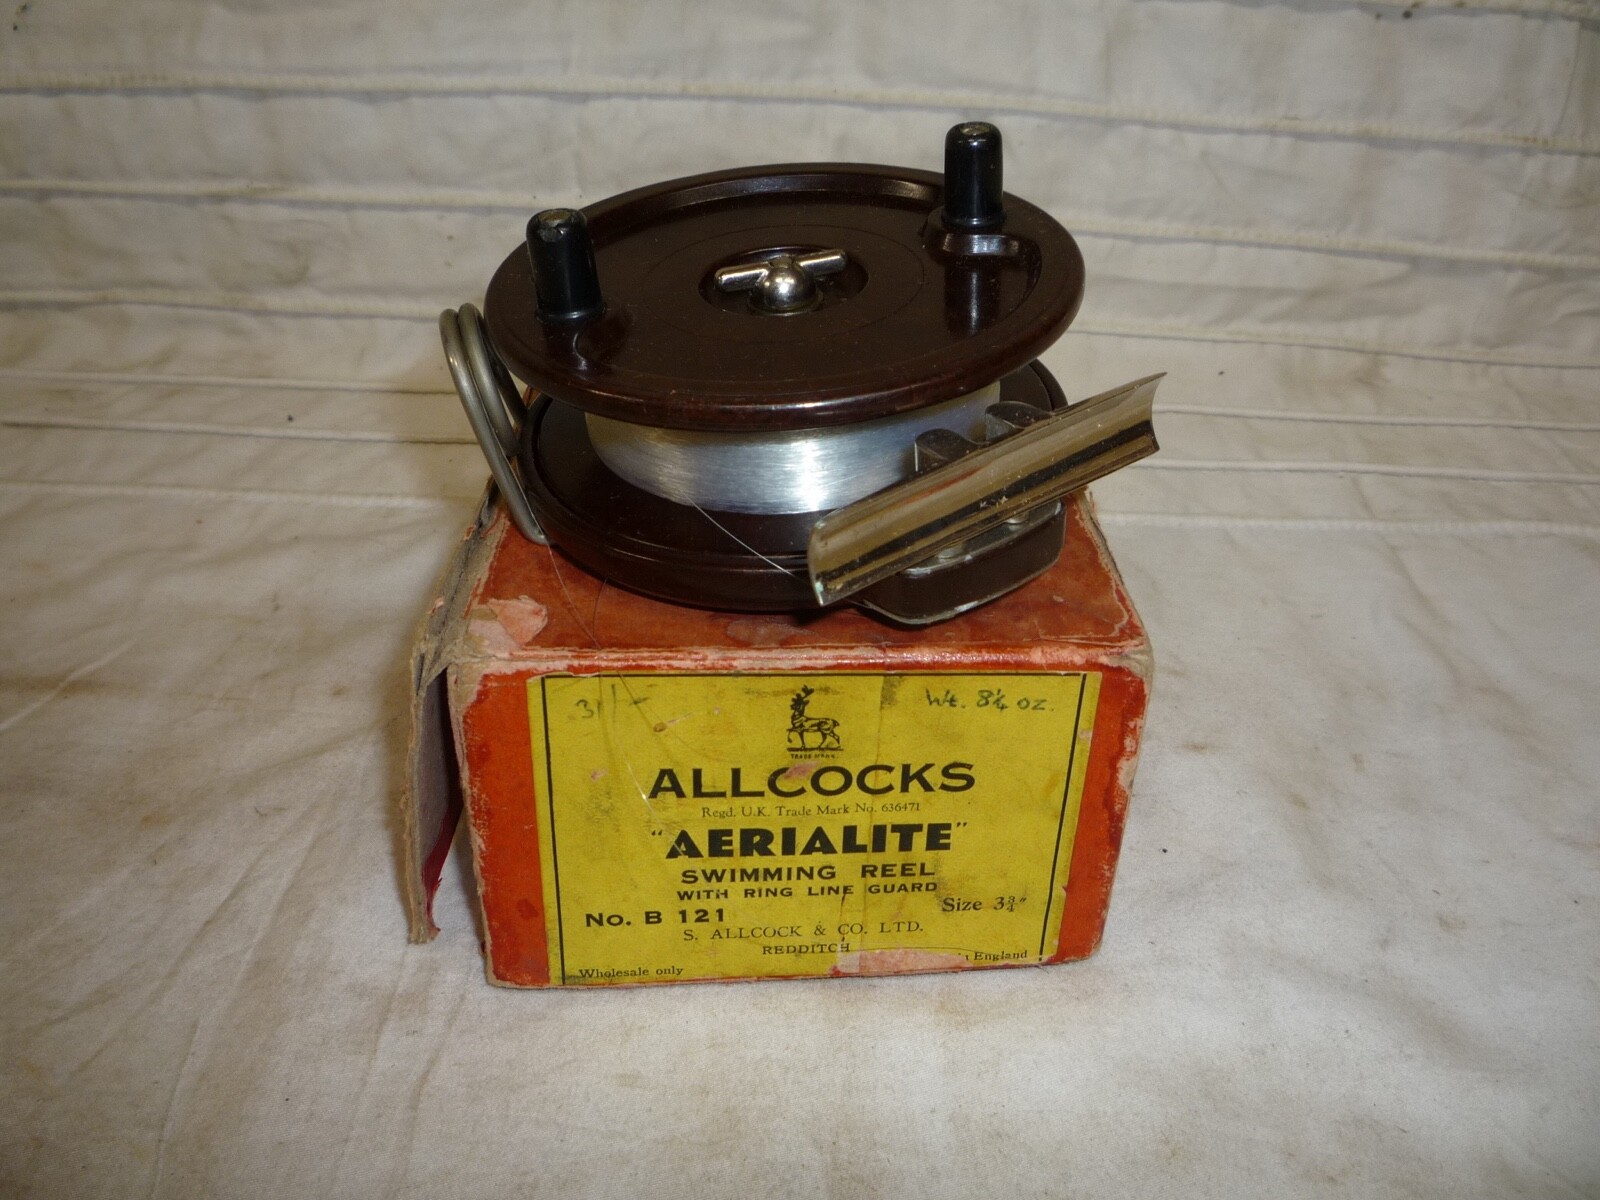 31/-
Wt. 8¼ oz.
TRADE MARK
ALLCOCKS
Regd. U.K. Trade Mark No. 636471
"AERIALITE"
SWIMMING REEL
WITH RING LINE GUARD
No. B 121
Size 3¾"
S. ALLCOCK & CO. LTD.
REDDITCH
Wholesale only
England